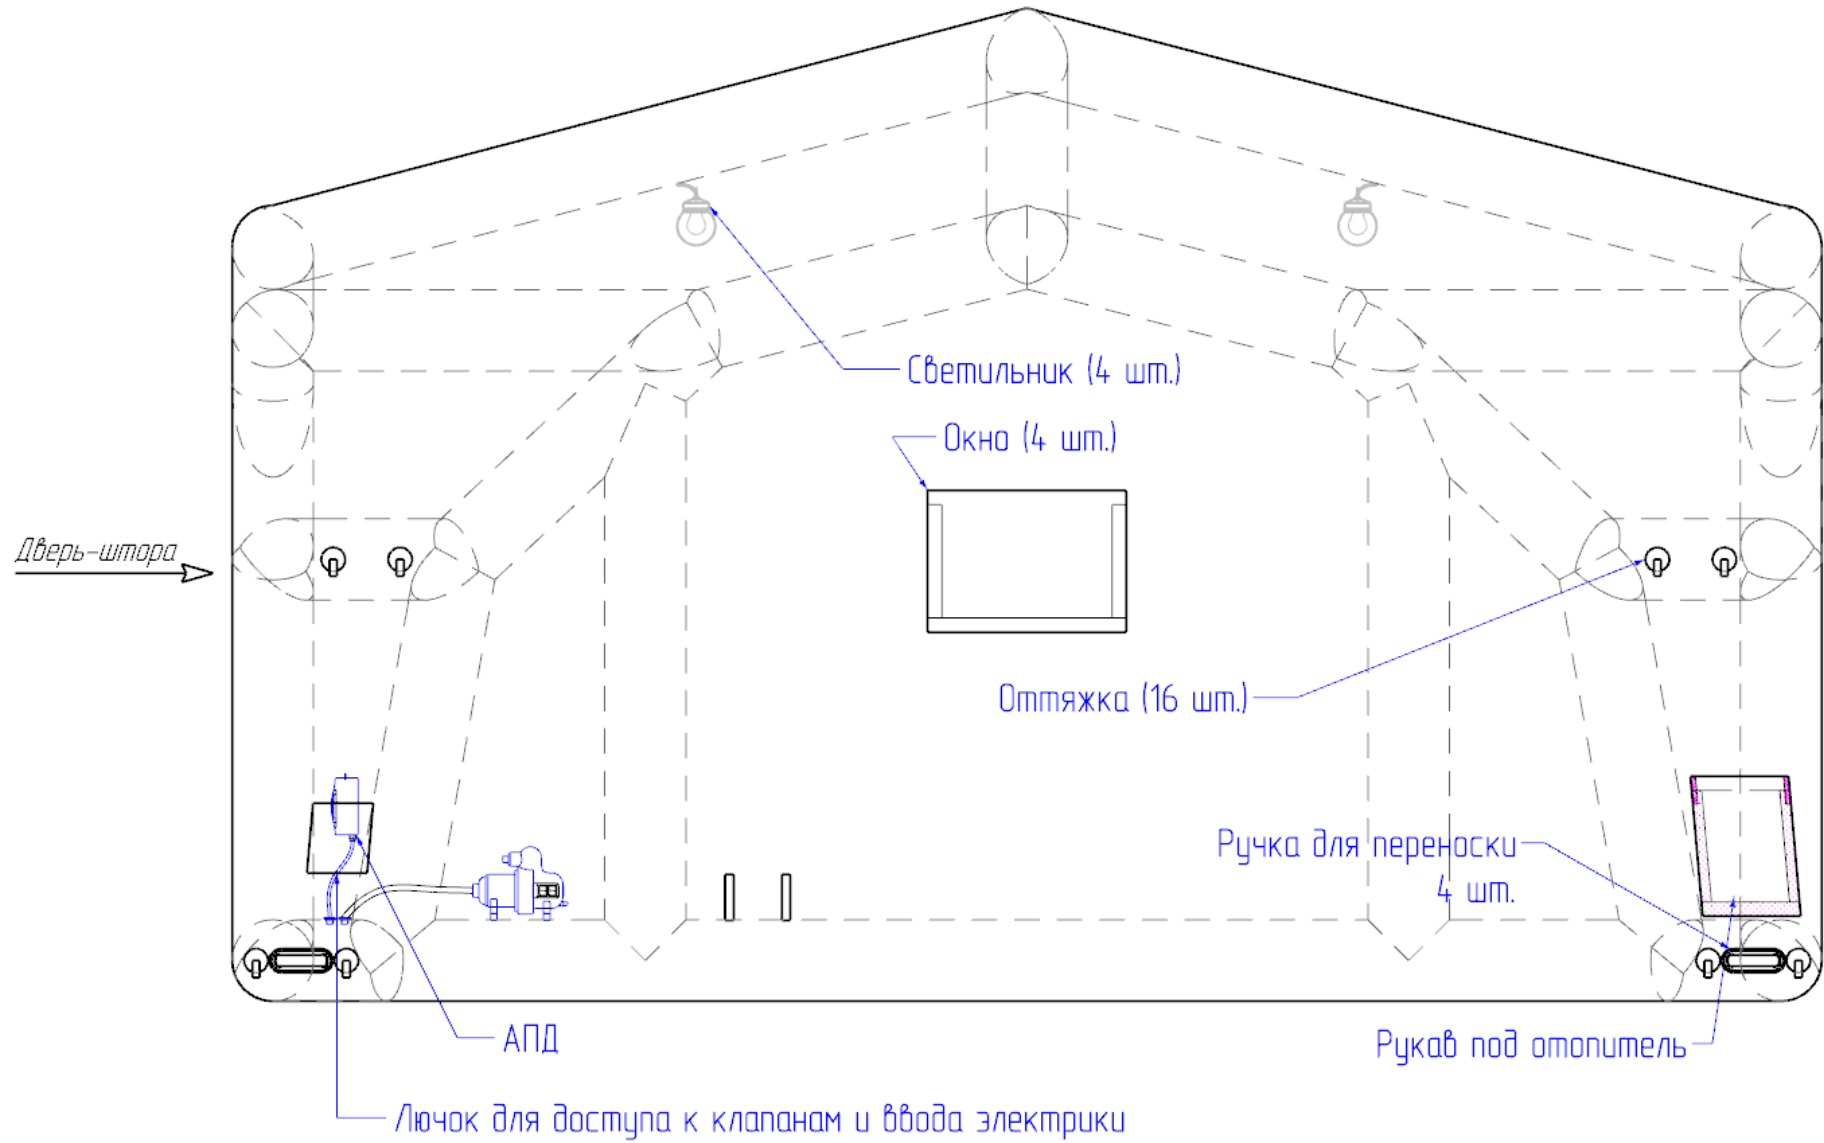 Светильник (4 шт.)
Окно (4 шт.)
Дверь-штора
Оттяжка (16 шт.)
Ручка для переноски
4 шт.
АПД
Рукав под отопитель
Лючок для доступа к клапанам и ввода электрики